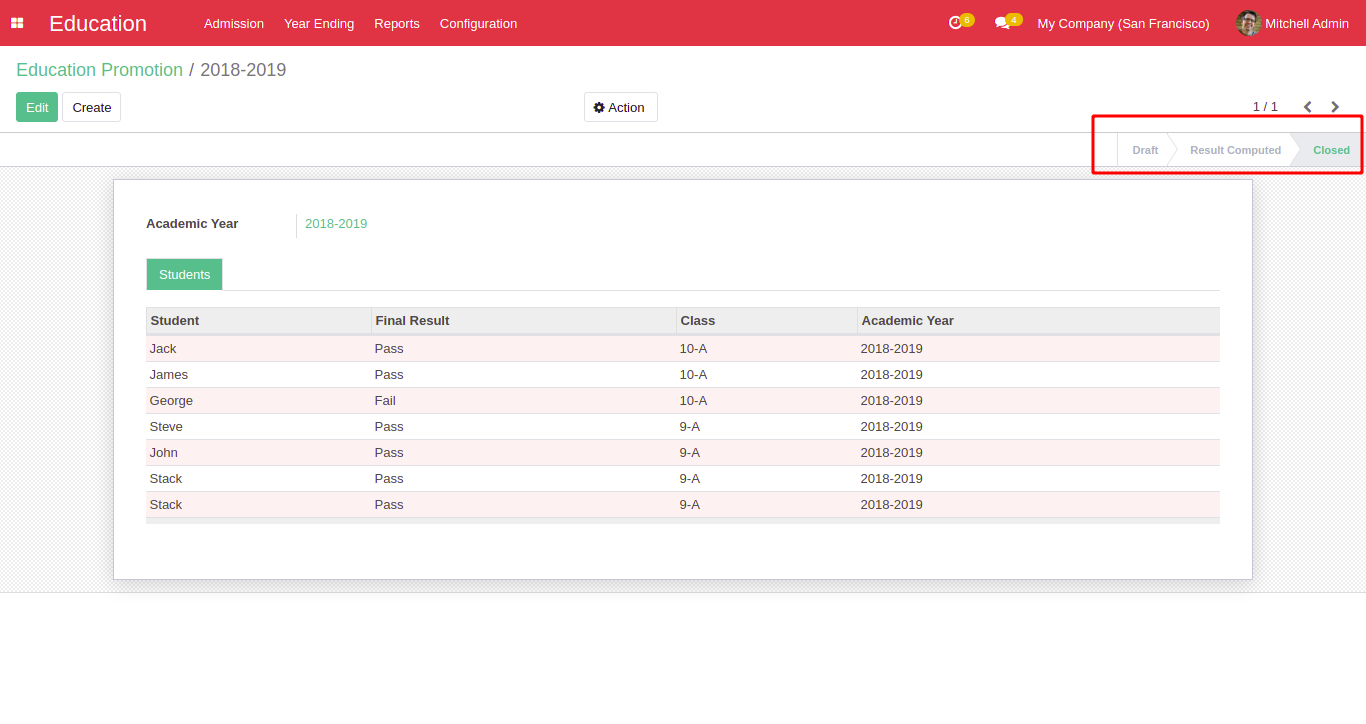 Education Admission Year Ending Reports Configuration 6 4 My Company (San Francisco) Mitchell Admin
Education Promotion / 2018-2019
Edit Create Action 1 / 1
Draft Result Computed Closed
Academic Year 2018-2019
Students
Student Final Result Class Academic Year
Jack Pass 10-A 2018-2019
James Pass 10-A 2018-2019
George Fail 10-A 2018-2019
Steve Pass 9-A 2018-2019
John Pass 9-A 2018-2019
Stack Pass 9-A 2018-2019
Stack Pass 9-A 2018-2019